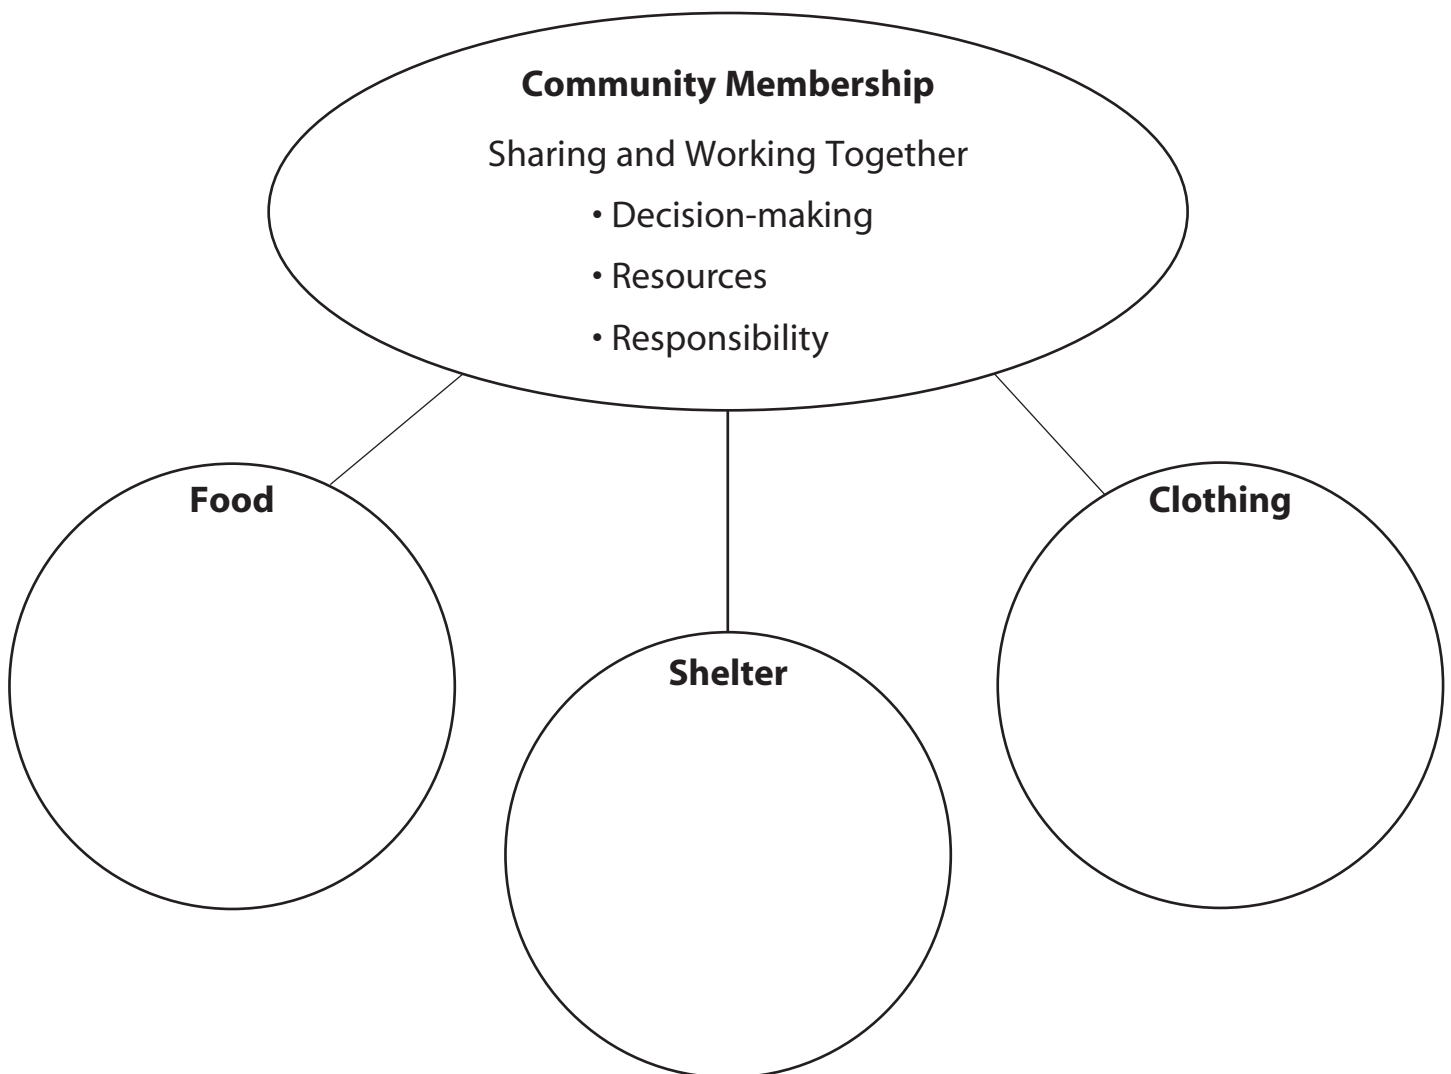 Community Membership
Sharing and Working Together
• Decision-making
• Resources
• Responsibility
Food
Clothing
Shelter